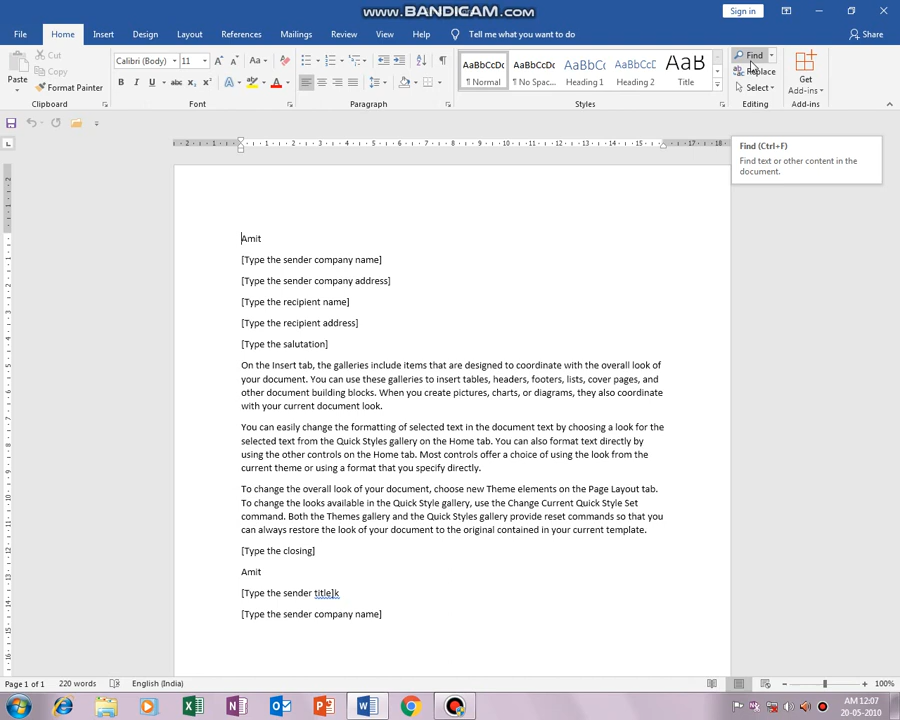 www.BANDICAM.com
Sign in
File Home Insert Design Layout References Mailings Review View Help Tell me what you want to do Share
Paste
Cut
Copy
Format Painter
Clipboard
Calibri (Body) 11
Font
Paragraph
AaBbCcDc AaBbCcDc AaBbCc AaBbCcD AaB
¶ Normal ¶ No Spac... Heading 1 Heading 2 Title
Styles
Find
Replace
Select
Editing
Get
Add-ins
Add-ins
Find (Ctrl+F)
Find text or other content in the
document.
Amit
[Type the sender company name]
[Type the sender company address]
[Type the recipient name]
[Type the recipient address]
[Type the salutation]
On the Insert tab, the galleries include items that are designed to coordinate with the overall look of
your document. You can use these galleries to insert tables, headers, footers, lists, cover pages, and
other document building blocks. When you create pictures, charts, or diagrams, they also coordinate
with your current document look.
You can easily change the formatting of selected text in the document text by choosing a look for the
selected text from the Quick Styles gallery on the Home tab. You can also format text directly by
using the other controls on the Home tab. Most controls offer a choice of using the look from the
current theme or using a format that you specify directly.
To change the overall look of your document, choose new Theme elements on the Page Layout tab.
To change the looks available in the Quick Style gallery, use the Change Current Quick Style Set
command. Both the Themes gallery and the Quick Styles gallery provide reset commands so that you
can always restore the look of your document to the original contained in your current template.
[Type the closing]
Amit
[Type the sender title]k
[Type the sender company name]
Page 1 of 1 220 words English (India) 100%
AM 12:07
20-05-2010